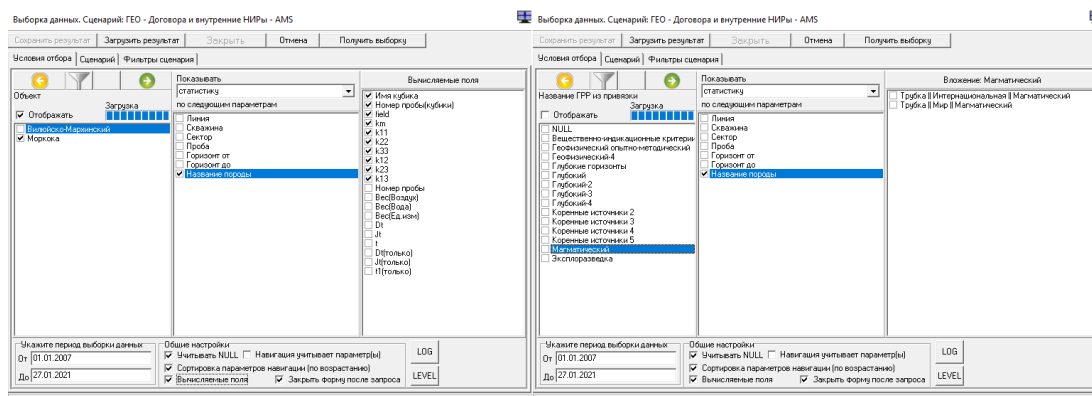 Выборка данных. Сценарий: ГЕО - Договора и внутренние НИРы - AMS
Сохранить результат
Загрузить результат
Закрыть
Отмена
Получить выборку
Условия отбора
Сценарий
Фильтры сценария
Объект
Загрузка
Отображать
Вилюйско-Мархинский
Моркока
Показывать
статистику
по следующим параметрам
Линия
Скважина
Сектор
Проба
Горизонт от
Горизонт до
Название породы
Вычисляемые поля
Имя кубика
Номер пробы(кубики)
field
km
k11
k22
k33
k12
k23
k13
Номер пробы
Вес(Воздух)
Вес(Вода)
Вес(Ед.изм)
Dt
Jt
t
Dt(только)
Jt(только)
t1(только)
Укажите период выборки данных
От 01.01.2007
До 27.01.2021
Общие настройки
Учитывать NULL
Навигация учитывает параметр(ы)
Сортировка параметров навигации (по возрастанию)
Вычисляемые поля
Закрыть форму после запроса
LOG
LEVEL
Выборка данных. Сценарий: ГЕО - Договора и внутренние НИРы - AMS
Сохранить результат
Загрузить результат
Закрыть
Отмена
Получить выборку
Условия отбора
Сценарий
Фильтры сценария
Название ГРР из привязки
Загрузка
Отображать
NULL
Вещественно-индикационные критерии
Геофизический опытно-методический
Геофизический-4
Глубокие горизонты
Глубокий
Глубокий-2
Глубокий-3
Глубокий-4
Коренные источники 2
Коренные источники 3
Коренные источники 4
Коренные источники 5
Магматический
Эксплоразведка
Показывать
статистику
по следующим параметрам
Линия
Скважина
Сектор
Проба
Горизонт от
Горизонт до
Название породы
Вложение: Магматический
Трубка || Интернациональная || Магматический
Трубка || Мир || Магматический
Укажите период выборки данных
От 01.01.2007
До 27.01.2021
Общие настройки
Учитывать NULL
Навигация учитывает параметр(ы)
Сортировка параметров навигации (по возрастанию)
Вычисляемые поля
Закрыть форму после запроса
LOG
LEVEL